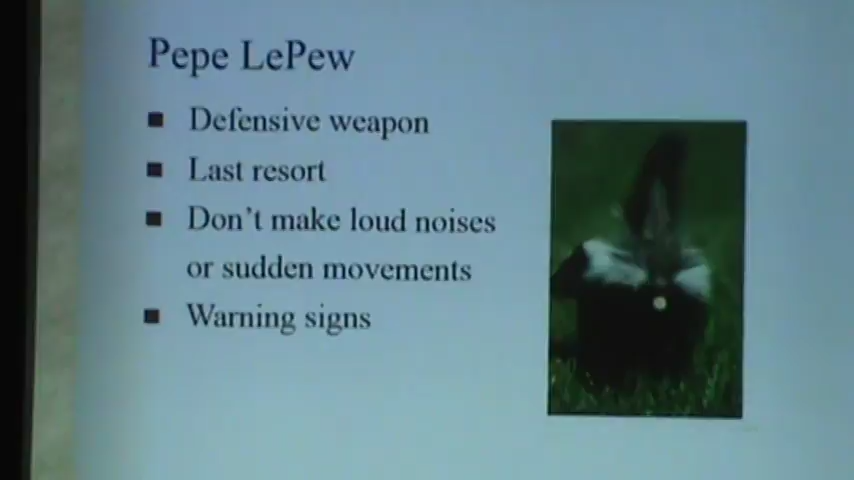 Pepe LePew
Defensive weapon
Last resort
Don't make loud noises
or sudden movements
Warning signs